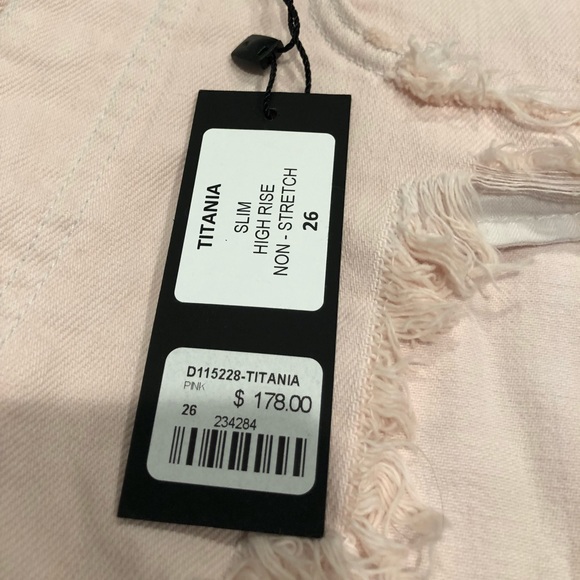 TITANIA
SLIM
HIGH RISE
NON - STRETCH
26
D115228-TITANIA
PINK
$ 178.00
26
234284